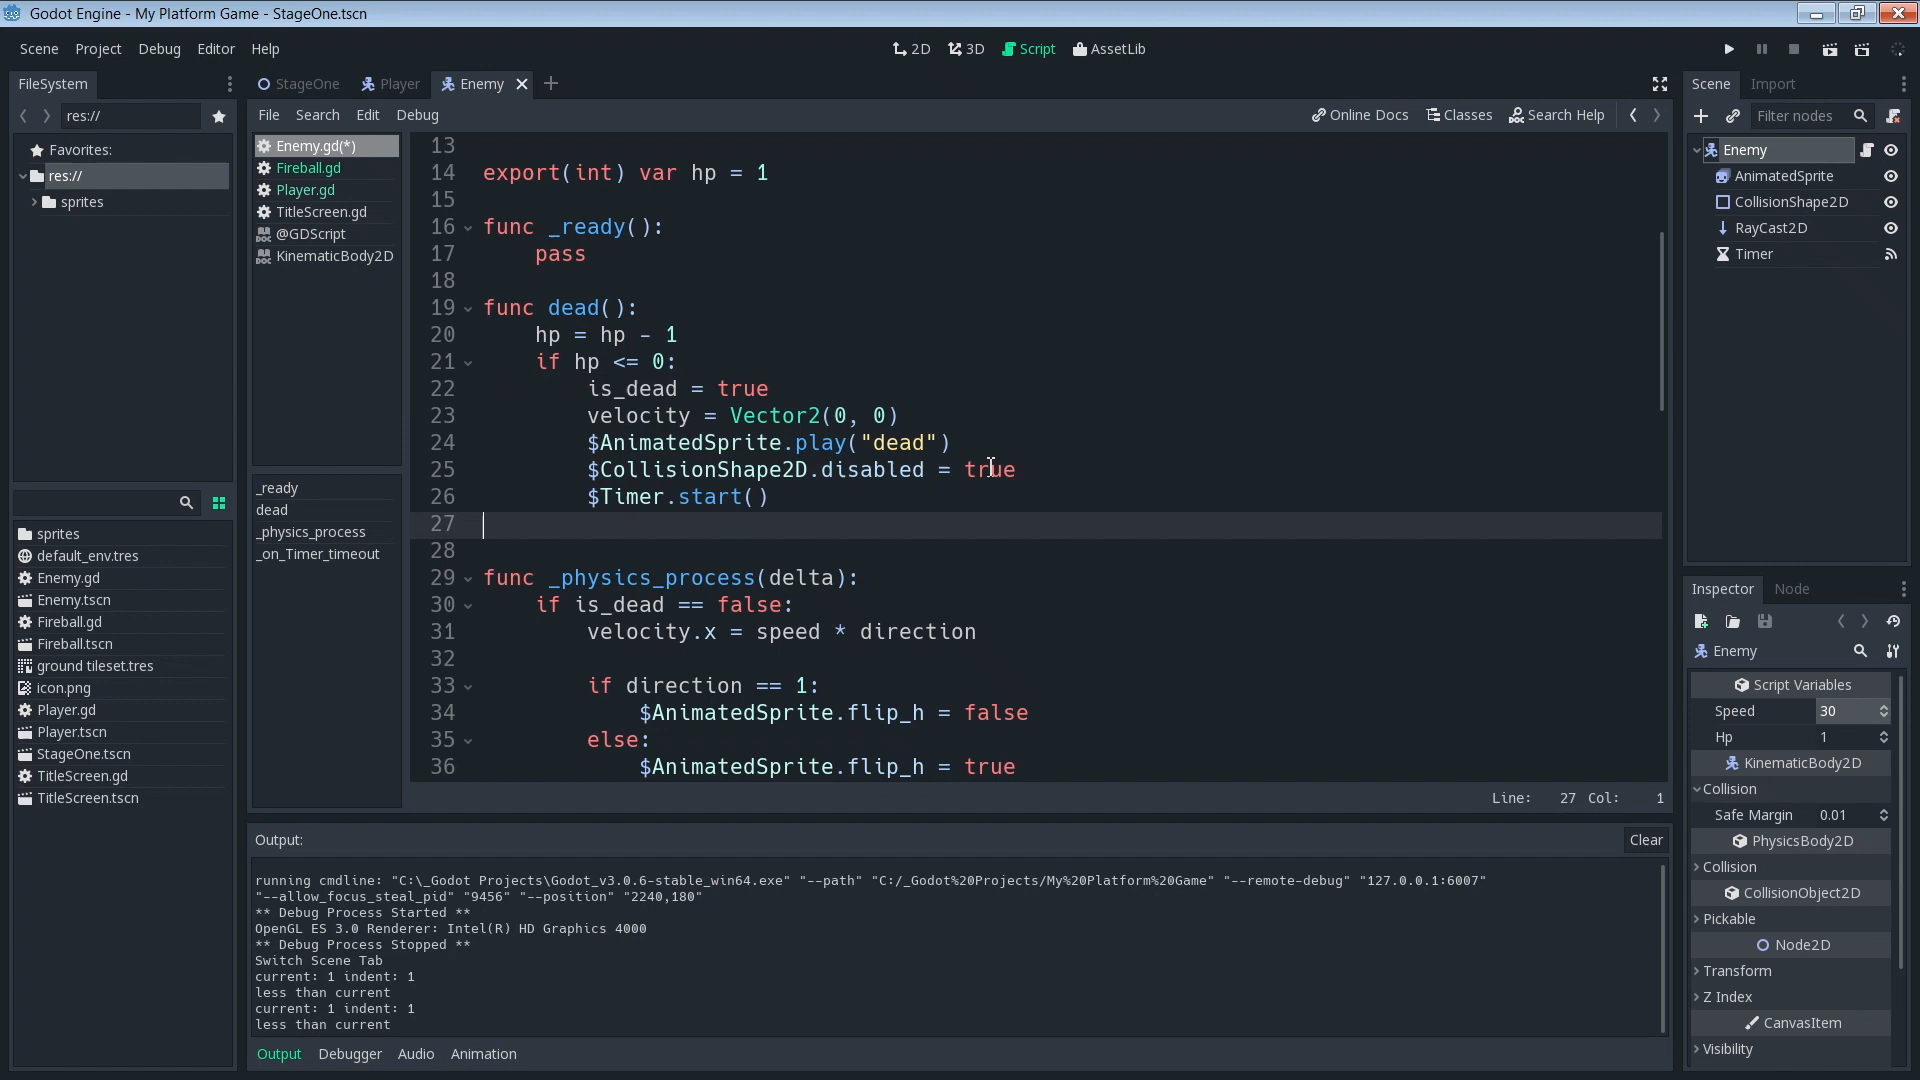 Godot Engine - My Platform Game - StageOne.tscn
Scene Project Debug Editor Help
2D 3D Script AssetLib
FileSystem
StageOne Player Enemy
Scene Import
res://
File Search Edit Debug
Online Docs Classes Search Help
Filter nodes
Favorites:
res://
sprites
Enemy.gd(*)
Fireball.gd
Player.gd
TitleScreen.gd
@GDScript
KinematicBody2D
_ready
dead
_physics_process
_on_Timer_timeout
sprites
default_env.tres
Enemy.gd
Enemy.tscn
Fireball.gd
Fireball.tscn
ground tileset.tres
icon.png
Player.gd
Player.tscn
StageOne.tscn
TitleScreen.gd
TitleScreen.tscn
13
14 export(int) var hp = 1
15
16 func _ready():
17 pass
18
19 func dead():
20 hp = hp - 1
21 if hp <= 0:
22 is_dead = true
23 velocity = Vector2(0, 0)
24 $AnimatedSprite.play("dead")
25 $CollisionShape2D.disabled = true
26 $Timer.start()
27
28
29 func _physics_process(delta):
30 if is_dead == false:
31 velocity.x = speed * direction
32
33 if direction == 1:
34 $AnimatedSprite.flip_h = false
35 else:
36 $AnimatedSprite.flip_h = true
Line: 27 Col: 1
Output:
Clear
running cmdline: "C:\_Godot Projects\Godot_v3.0.6-stable_win64.exe" "--path" "C:/_Godot%20Projects/My%20Platform%20Game" "--remote-debug" "127.0.0.1:6007"
"--allow_focus_steal_pid" "9456" "--position" "2240,180"
** Debug Process Started **
OpenGL ES 3.0 Renderer: Intel(R) HD Graphics 4000
** Debug Process Stopped **
Switch Scene Tab
current: 1 indent: 1
less than current
current: 1 indent: 1
less than current
Output Debugger Audio Animation
Enemy
AnimatedSprite
CollisionShape2D
RayCast2D
Timer
Inspector Node
Enemy
Script Variables
Speed 30
Hp 1
KinematicBody2D
Collision
Safe Margin 0.01
PhysicsBody2D
Collision
CollisionObject2D
Pickable
Node2D
Transform
Z Index
CanvasItem
Visibility